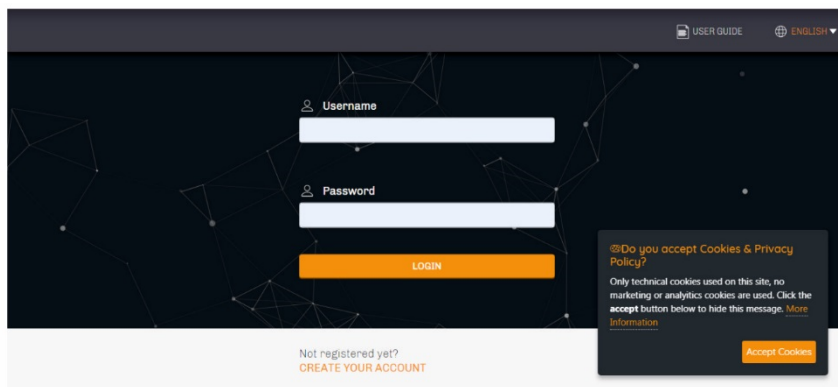 USER GUIDE
ENGLISH
Username
Password
LOGIN
Do you accept Cookies & Privacy
Policy?
Only technical cookies used on this site, no
marketing or analyitics cookies are used. Click the
accept button below to hide this message. More
Information
Accept Cookies
Not registered yet?
CREATE YOUR ACCOUNT